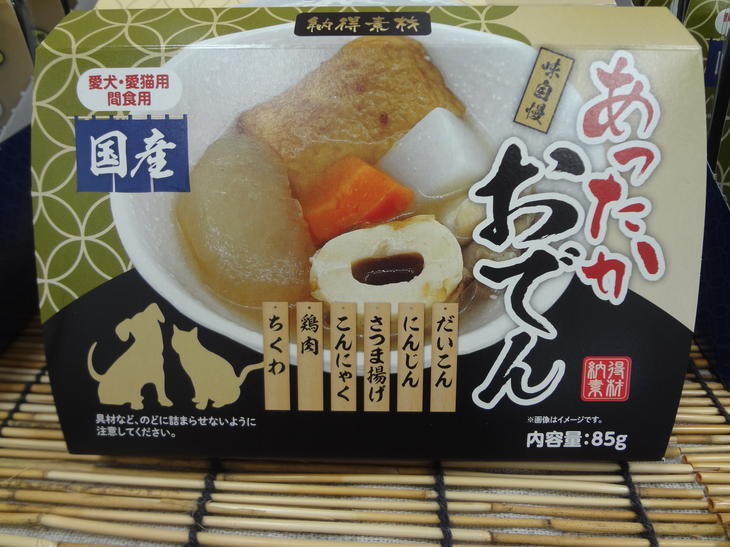 納得素材
愛犬・愛猫用
間食用
国産
味自慢
あったか
おでん
だいこん
にんじん
さつま揚げ
こんにゃく
鶏肉
ちくわ
納得素材
具材など、のどに詰まらせないように
注意してください。
※画像はイメージです。
内容量:85g